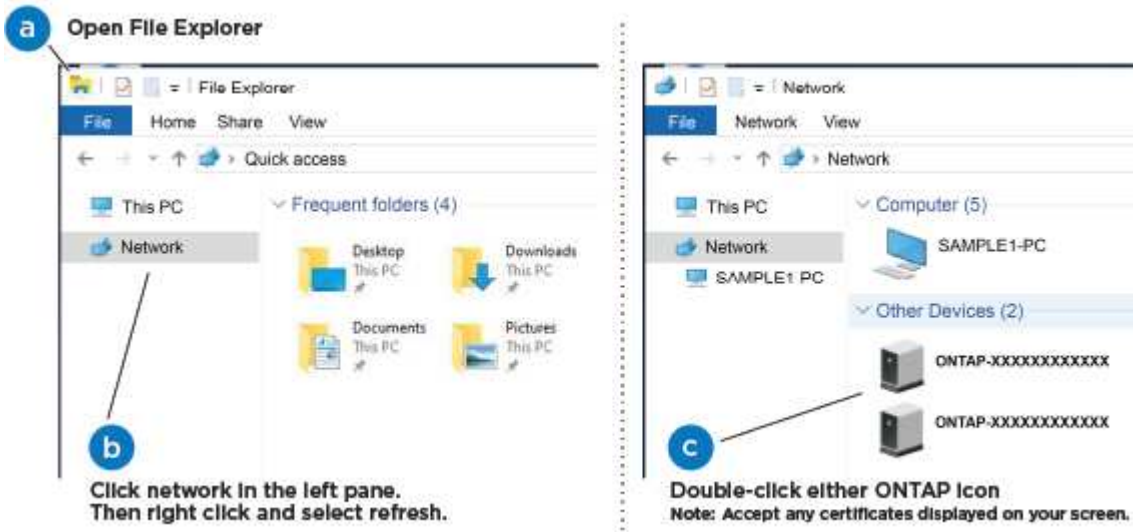 a
Open File Explorer
File Explorer
File Home Share View
Quick access
This PC
Network
Frequent folders (4)
Desktop
This PC
Downloads
This PC
Documents
This PC
Pictures
This PC
b
Click network in the left pane.
Then right click and select refresh.
Network
File Network View
Network
This PC
Network
SAMPLE1 PC
Computer (5)
SAMPLE1-PC
Other Devices (2)
ONTAP-XXXXXXXXXXXX
ONTAP-XXXXXXXXXXXX
c
Double-click either ONTAP icon
Note: Accept any certificates displayed on your screen.